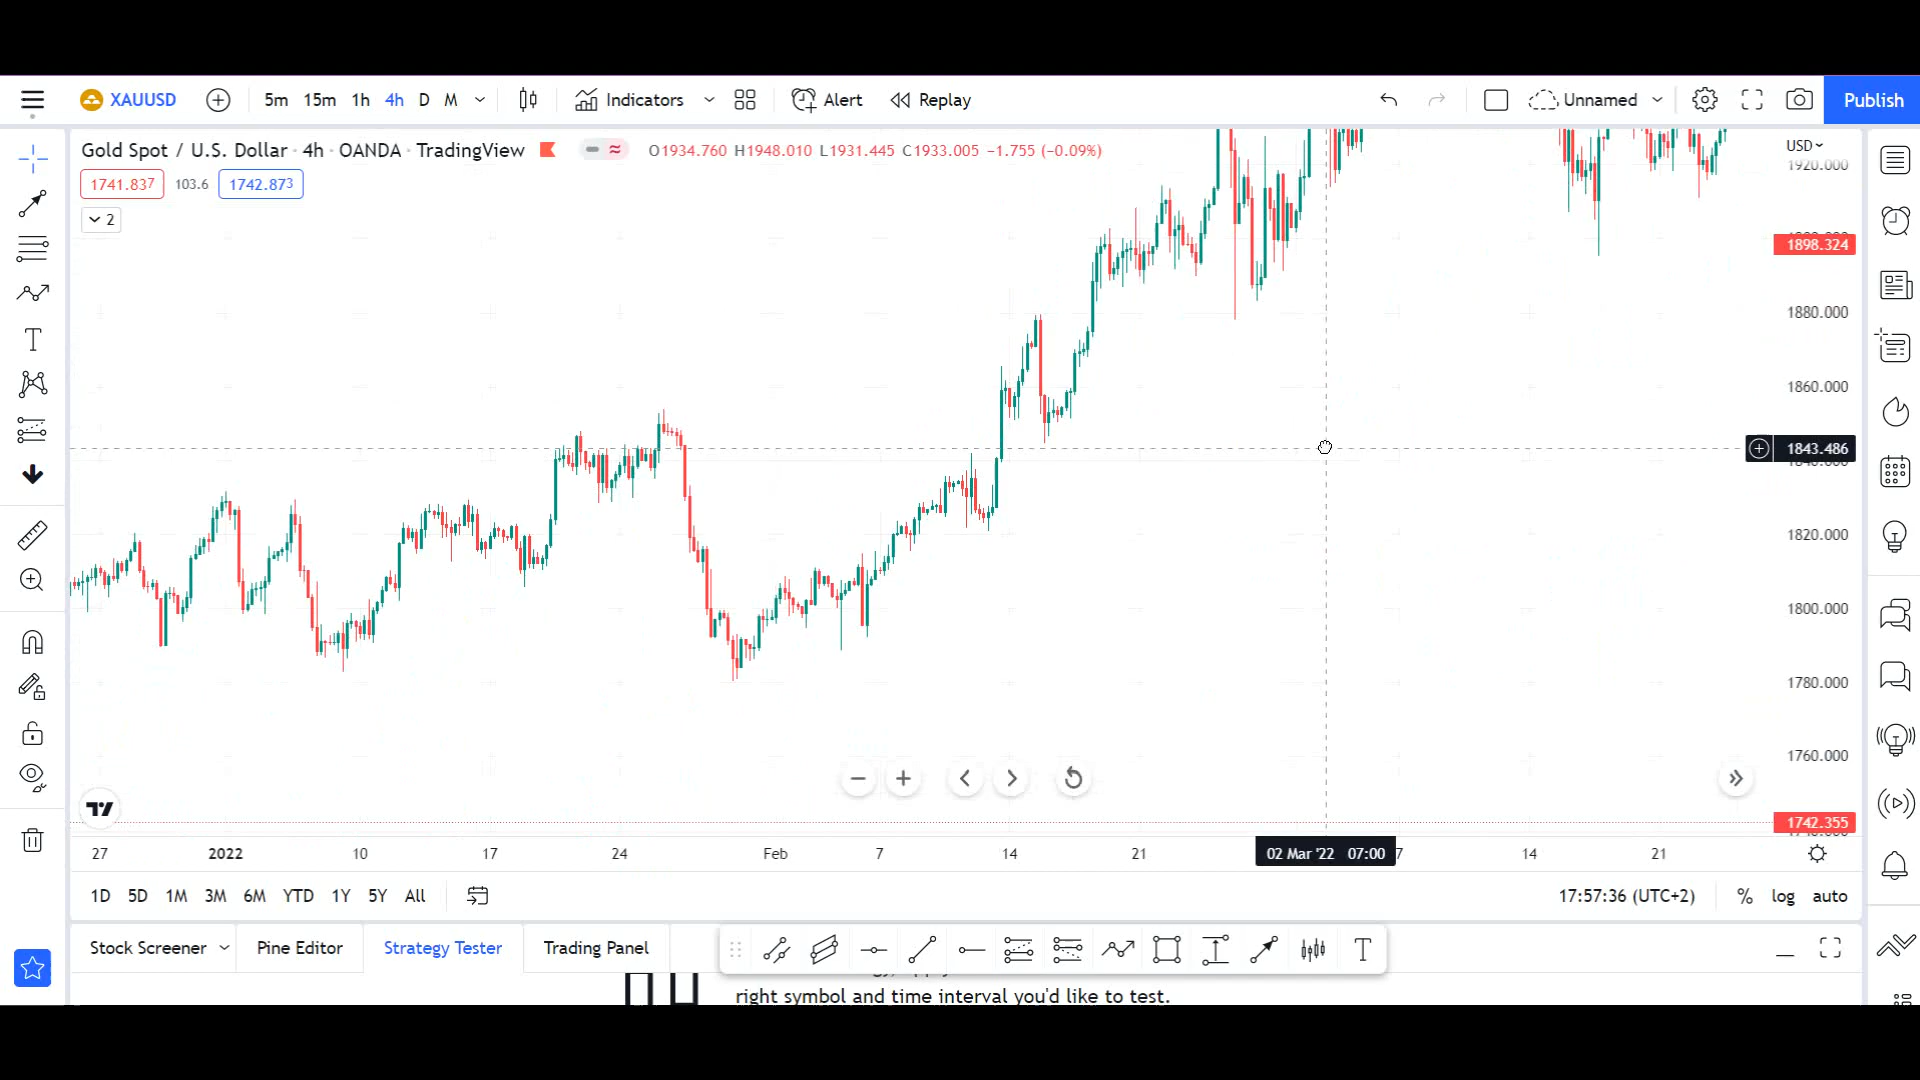 XAUUSD 5m 15m 1h 4h D M Indicators Alert Replay Unnamed Publish
Gold Spot / U.S. Dollar · 4h · OANDA · TradingView O1934.760 H1948.010 L1931.445 C1933.005 −1.755 (−0.09%)
USD
1920.000
1741.837 103.6 1742.873
2
1898.324
1880.000
1860.000
1843.486
1820.000
1800.000
1780.000
1760.000
1742.355
27 2022 10 17 24 Feb 7 14 21 02 Mar '22 07:00 7 14 21
1D 5D 1M 3M 6M YTD 1Y 5Y All 17:57:36 (UTC+2) % log auto
Stock Screener Pine Editor Strategy Tester Trading Panel
right symbol and time interval you'd like to test.